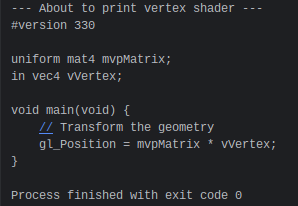 --- About to print vertex shader ---
#version 330

uniform mat4 mvpMatrix;
in vec4 vVertex;

void main(void) {
    // Transform the geometry
    gl_Position = mvpMatrix * vVertex;
}

Process finished with exit code 0